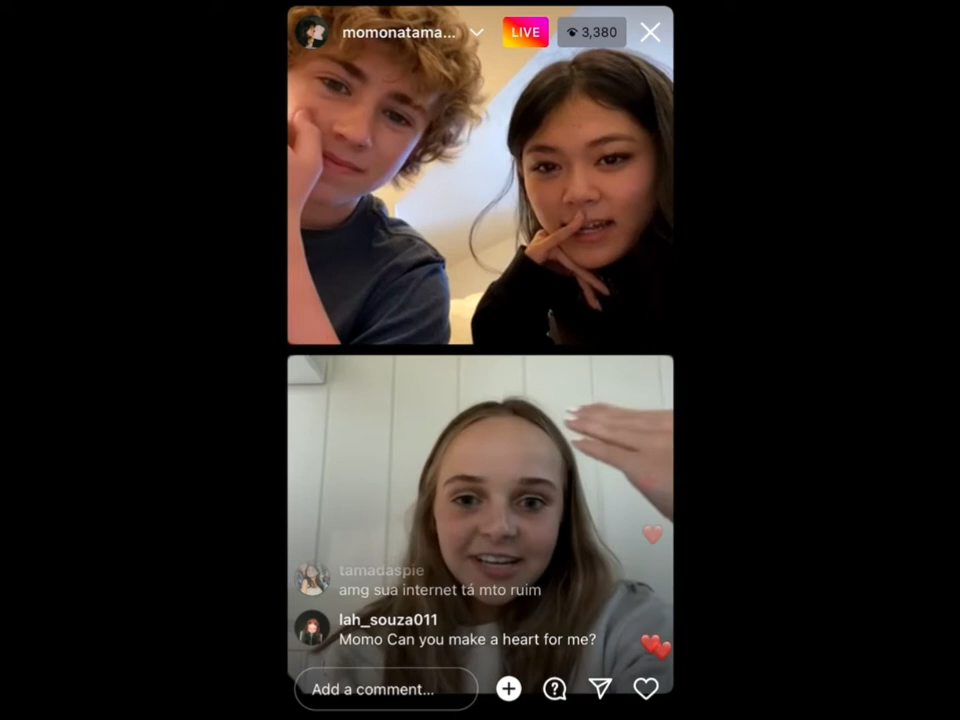 momonatama...
LIVE
3,380
tamadaspie
amg sua internet tá mto ruim
lah_souza011
Momo Can you make a heart for me?
Add a comment...